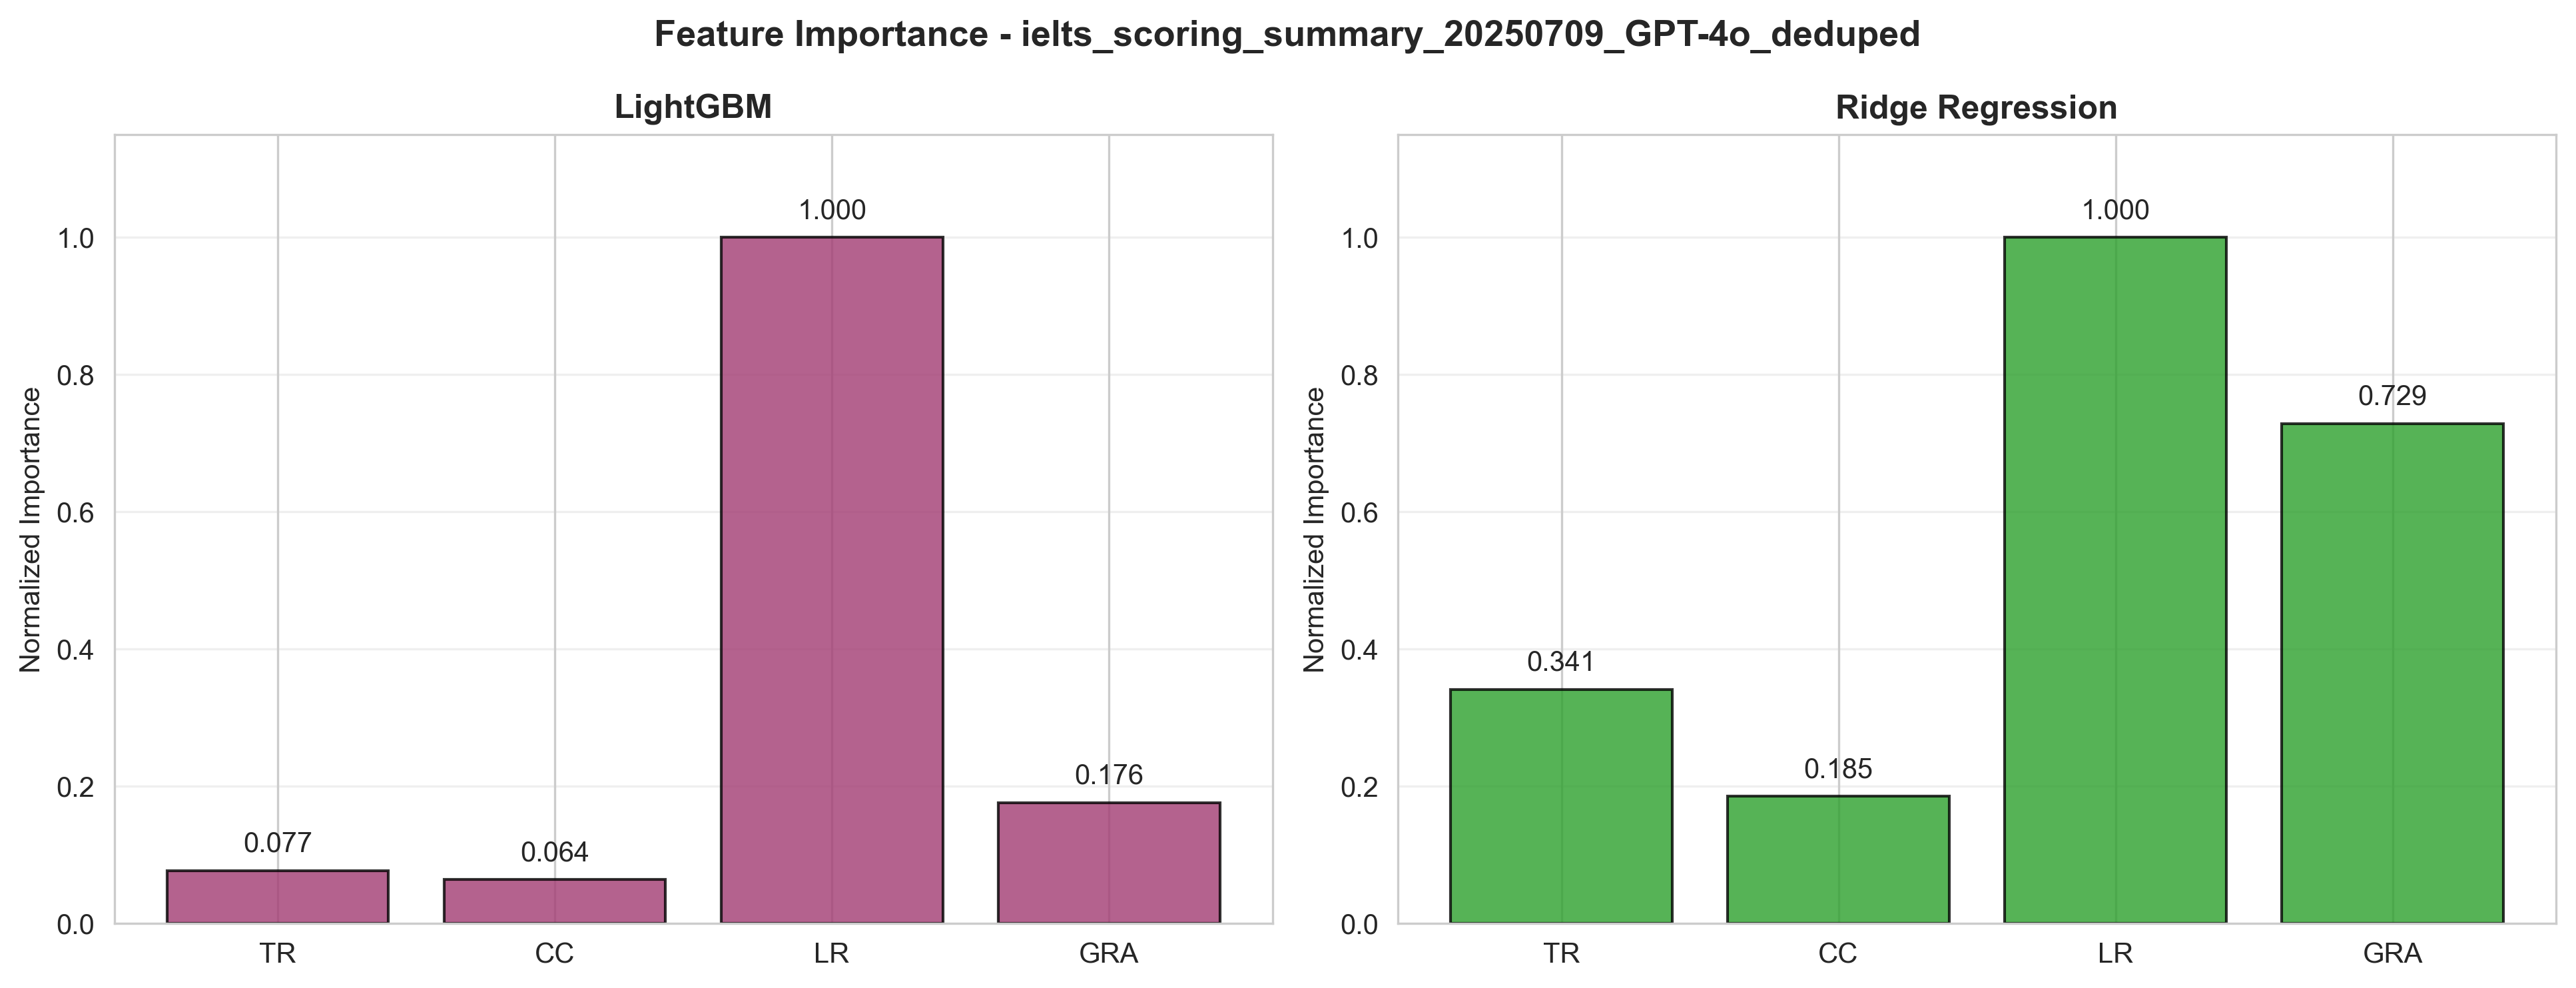 Feature Importance - ielts_scoring_summary_20250709_GPT-4o_deduped
LightGBM
Normalized Importance
1.0
0.8
0.6
0.4
0.2
0.0
0.077
0.064
1.000
0.176
TR CC LR GRA
Ridge Regression
Normalized Importance
1.0
0.8
0.6
0.4
0.2
0.0
0.341
0.185
1.000
0.729
TR CC LR GRA